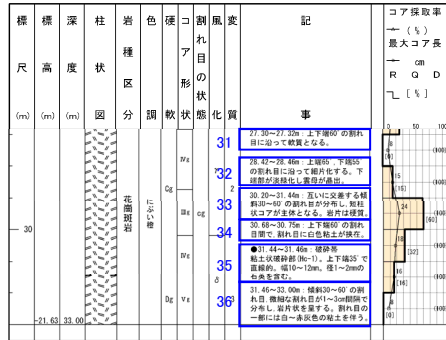 標尺
(m)
標高
(m)
深度
(m)
柱状図
岩種区分
色調
硬軟
コア形状
割れ目の状態
風化
変質
記事
コア採取率
(%)
最大コア長
cm
RQD
[%]
27.30～27.32m:上下端60°の割れ
目に沿って軟質となる。
31
28.42～28.46m:上端65°,下端55°
の割れ目に沿って細片化する。下
端部が淡緑化し雲母が晶出。
32
30.20～31.44m:互いに交差する傾
斜30～60°の割れ目が分布し,短柱
状コアが主体となる。岩片は硬質。
33
30.68～30.75m:上下端60°の割れ
目間で,割れ目に白色粘土が挟在。
34
●31.44～31.46m:破砕帯
粘土状破砕部(Hc-1)。上下端35°で
直線的。幅10～12mm。径1～2mmの
石英を含む。
35
31.46～33.00m:傾斜30～60°の割
れ目,微細な割れ目が1～3cm間隔で
分布し,岩片状を呈する。割れ目の
一部には白～赤灰色の粘土を伴う。
36
30
花崗斑岩
にぶい橙
Cg
Dg
Ⅳg
Ⅲg
Ⅴg
cg
2
3
-21.63
33.00
0
(100)
8
[0]
15
[15]
24
[60]
18
[32]
16
[16]
8
[0]